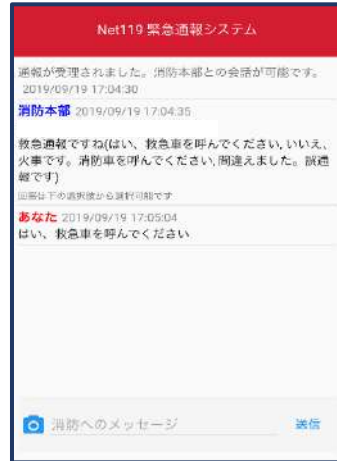 Net119 緊急通報システム
通報が受理されました。消防本部との会話が可能です。
2019/09/19 17:04:30
消防本部 2019/09/19 17:04:35
救急通報ですね(はい、救急車を呼んでください,いいえ、
火事です。消防車を呼んでください,間違えました。誤通
報です)
回答は下の選択肢から選択可能です
あなた 2019/09/19 17:05:04
はい、救急車を呼んでください
消防へのメッセージ
送信